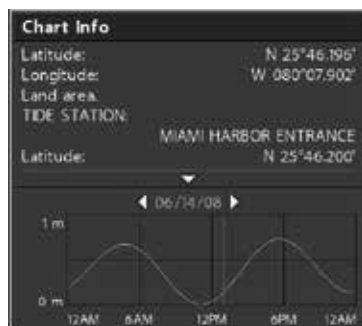 Chart Info
Latitude: N 25°46.196'
Longitude: W 080°07.902'
Land area.
TIDE STATION:
MIAMI HARBOR ENTRANCE
Latitude: N 25°46.200'
06/14/08
1 m
0 m
12AM 6AM 12PM 6PM 12AM